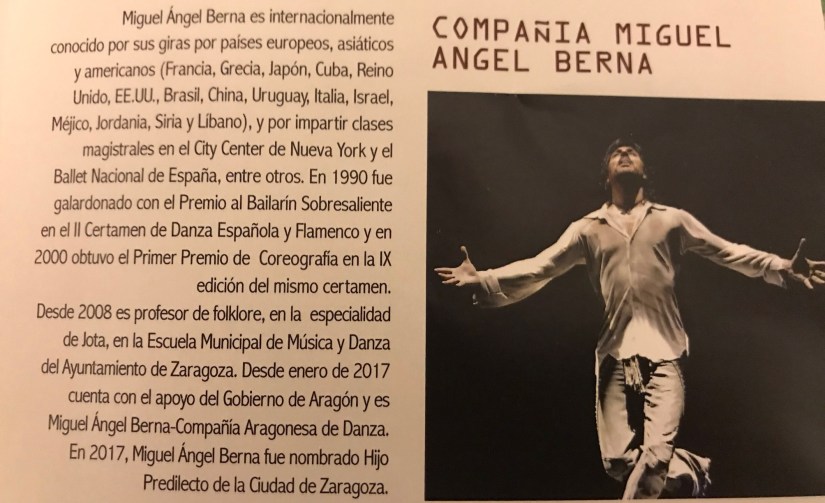 Miguel Ángel Berna es internacionalmente
conocido por sus giras por países europeos, asiáticos
y americanos (Francia, Grecia, Japón, Cuba, Reino
Unido, EE.UU., Brasil, China, Uruguay, Italia, Israel,
Méjico, Jordania, Siria y Líbano), y por impartir clases
magistrales en el City Center de Nueva York y el
Ballet Nacional de España, entre otros. En 1990 fue
galardonado con el Premio al Bailarín Sobresaliente
en el II Certamen de Danza Española y Flamenco y en
2000 obtuvo el Primer Premio de Coreografía en la IX
edición del mismo certamen.
Desde 2008 es profesor de folklore, en la especialidad
de Jota, en la Escuela Municipal de Música y Danza
del Ayuntamiento de Zaragoza. Desde enero de 2017
cuenta con el apoyo del Gobierno de Aragón y es
Miguel Ángel Berna-Compañía Aragonesa de Danza.
En 2017, Miguel Ángel Berna fue nombrado Hijo
Predilecto de la Ciudad de Zaragoza.
COMPAÑIA MIGUEL
ANGEL BERNA